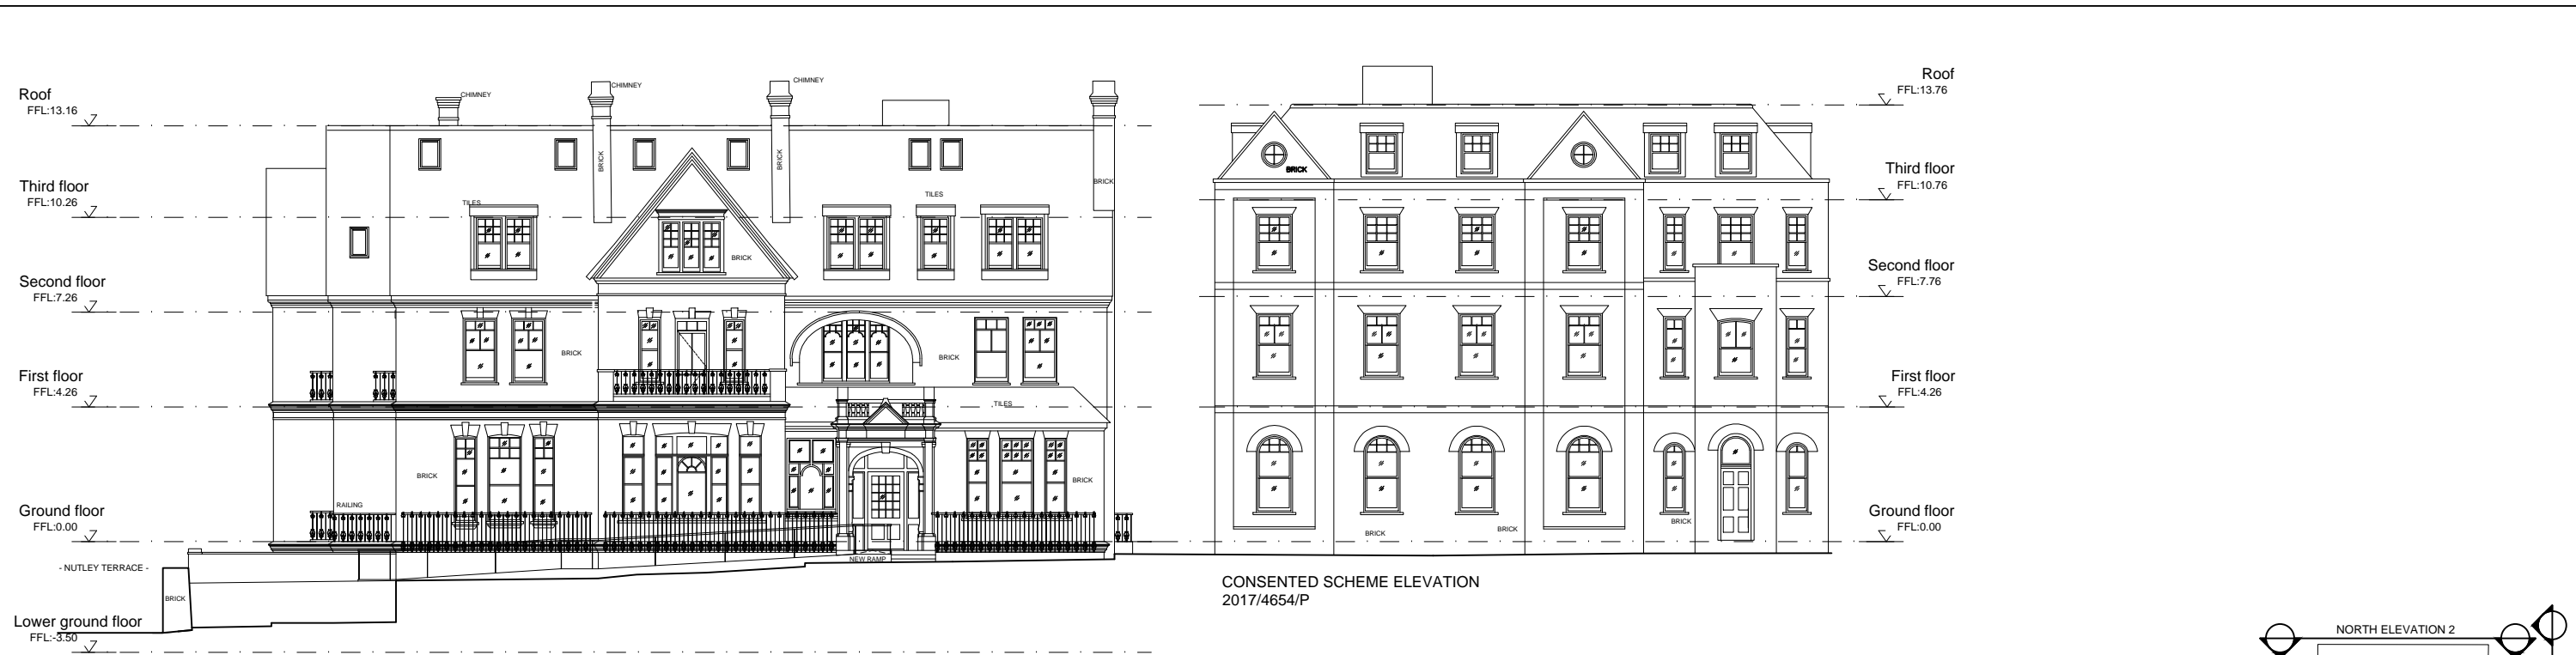 Roof
FFL:13.16
Third floor
FFL:10.26
Second floor
FFL:7.26
First floor
FFL:4.26
Ground floor
FFL:0.00
- NUTLEY TERRACE -
Lower ground floor
FFL:-3.50
CHIMNEY
CHIMNEY
CHIMNEY
BRICK
BRICK
BRICK
TILES
TILES
BRICK
BRICK
BRICK
TILES
BRICK
BRICK
RAILING
NEW RAMP
BRICK
BRICK
BRICK
BRICK
BRICK
CONSENTED SCHEME ELEVATION
2017/4654/P
Roof
FFL:13.76
Third floor
FFL:10.76
Second floor
FFL:7.76
First floor
FFL:4.26
Ground floor
FFL:0.00
NORTH ELEVATION 2